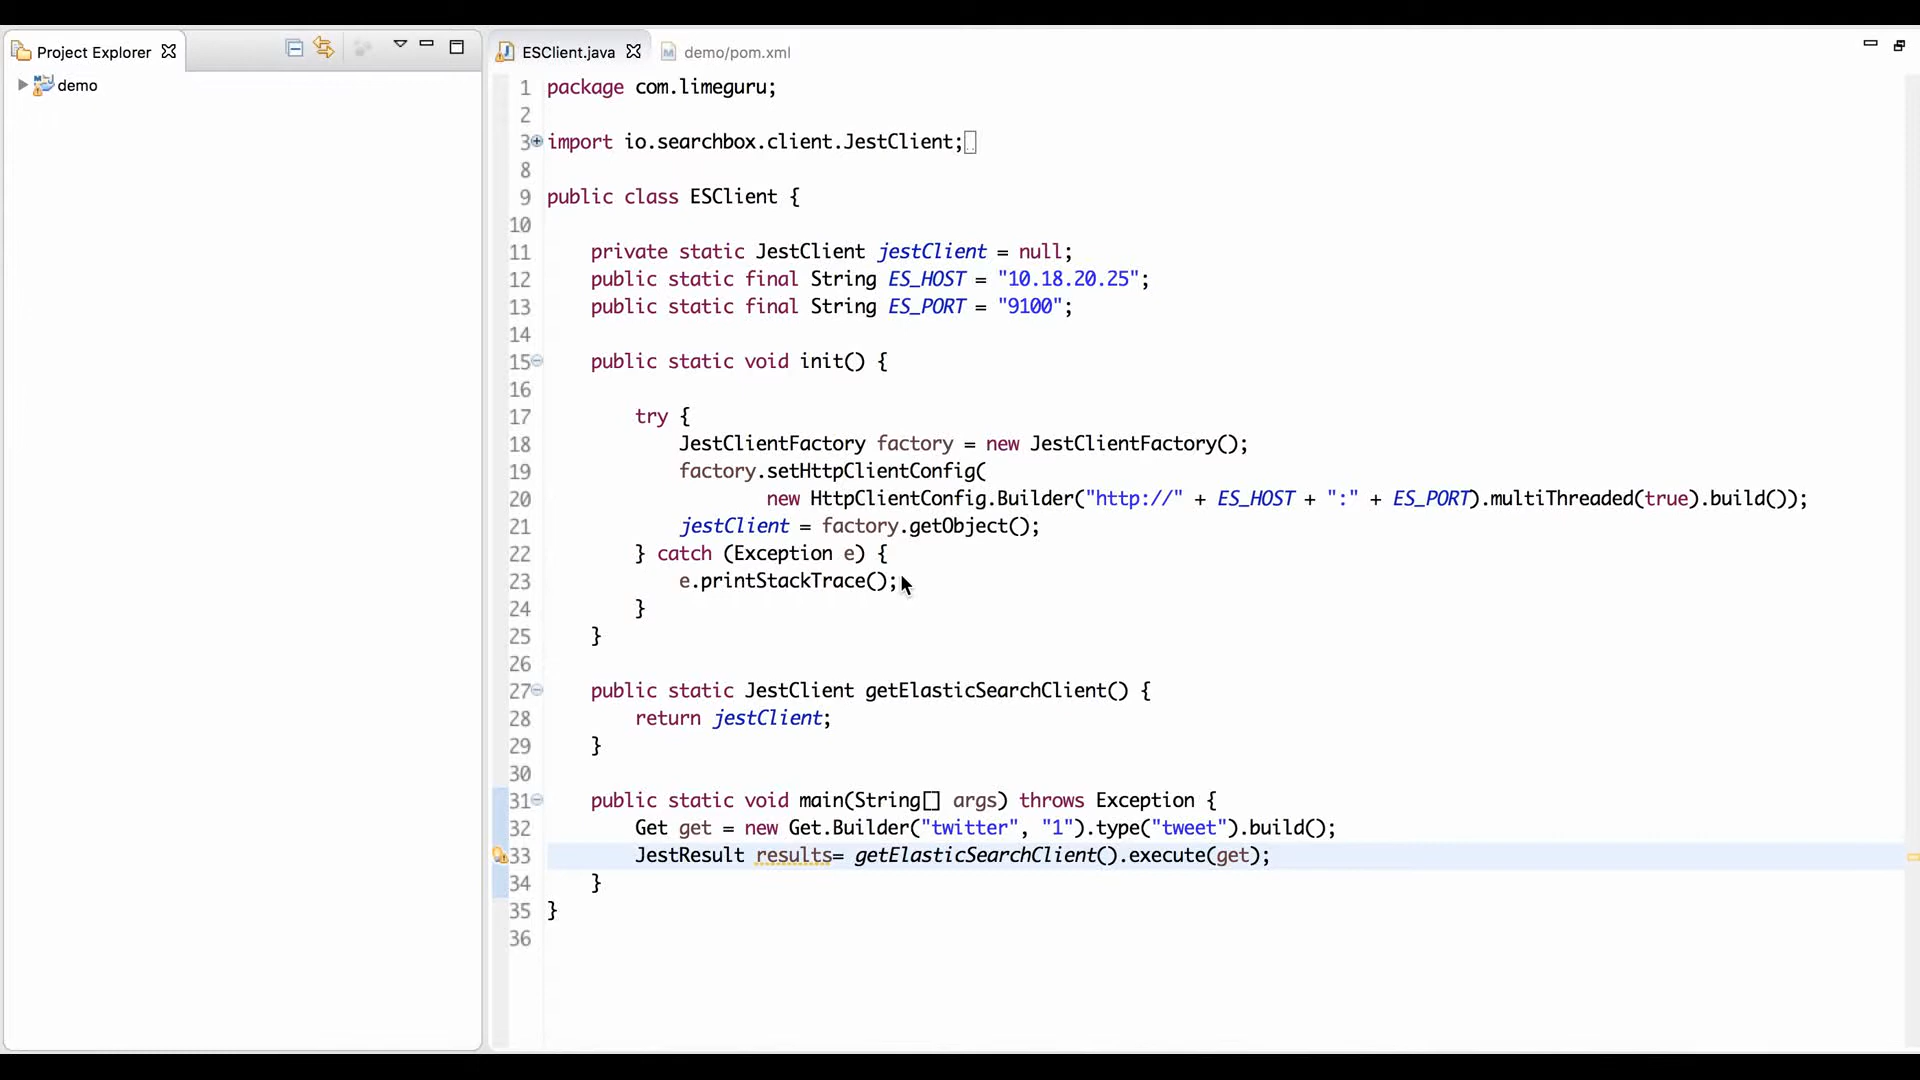 Project Explorer
demo
ESClient.java
demo/pom.xml
1 package com.limeguru;
2
3 import io.searchbox.client.JestClient;
8
9 public class ESClient {
10
11 private static JestClient jestClient = null;
12 public static final String ES_HOST = "10.18.20.25";
13 public static final String ES_PORT = "9100";
14
15 public static void init() {
16
17 try {
18 JestClientFactory factory = new JestClientFactory();
19 factory.setHttpClientConfig(
20 new HttpClientConfig.Builder("http://" + ES_HOST + ":" + ES_PORT).multiThreaded(true).build());
21 jestClient = factory.getObject();
22 } catch (Exception e) {
23 e.printStackTrace();
24 }
25 }
26
27 public static JestClient getElasticSearchClient() {
28 return jestClient;
29 }
30
31 public static void main(String[] args) throws Exception {
32 Get get = new Get.Builder("twitter", "1").type("tweet").build();
33 JestResult results= getElasticSearchClient().execute(get);
34 }
35 }
36